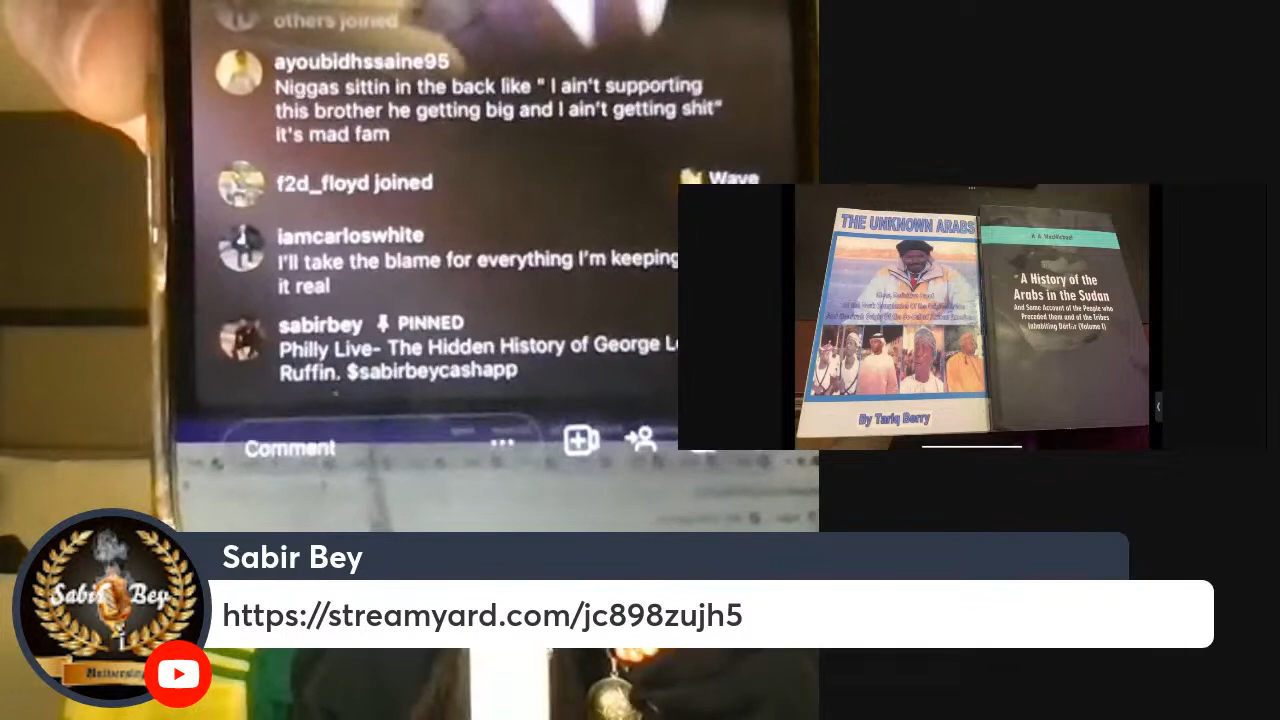 others joined
ayoubidhssaine95
Niggas sittin in the back like " I ain't supporting
this brother he getting big and I ain't getting shit"
it's mad fam
f2d_floyd joined
Wave
iamcarloswhite
I'll take the blame for everything I'm keeping
it real
sabirbey PINNED
Philly Live- The Hidden History of George L
Ruffin. $sabirbeycashapp
Comment
THE UNKNOWN ARABS
By Tariq Berry
"A History of the
Arabs in the Sudan
And Some Account of the People who
Preceded them and of the Tribes
Inhabiting Dárfūr (Volume I)
Sabir Bey
Sabir Bey
https://streamyard.com/jc898zujh5